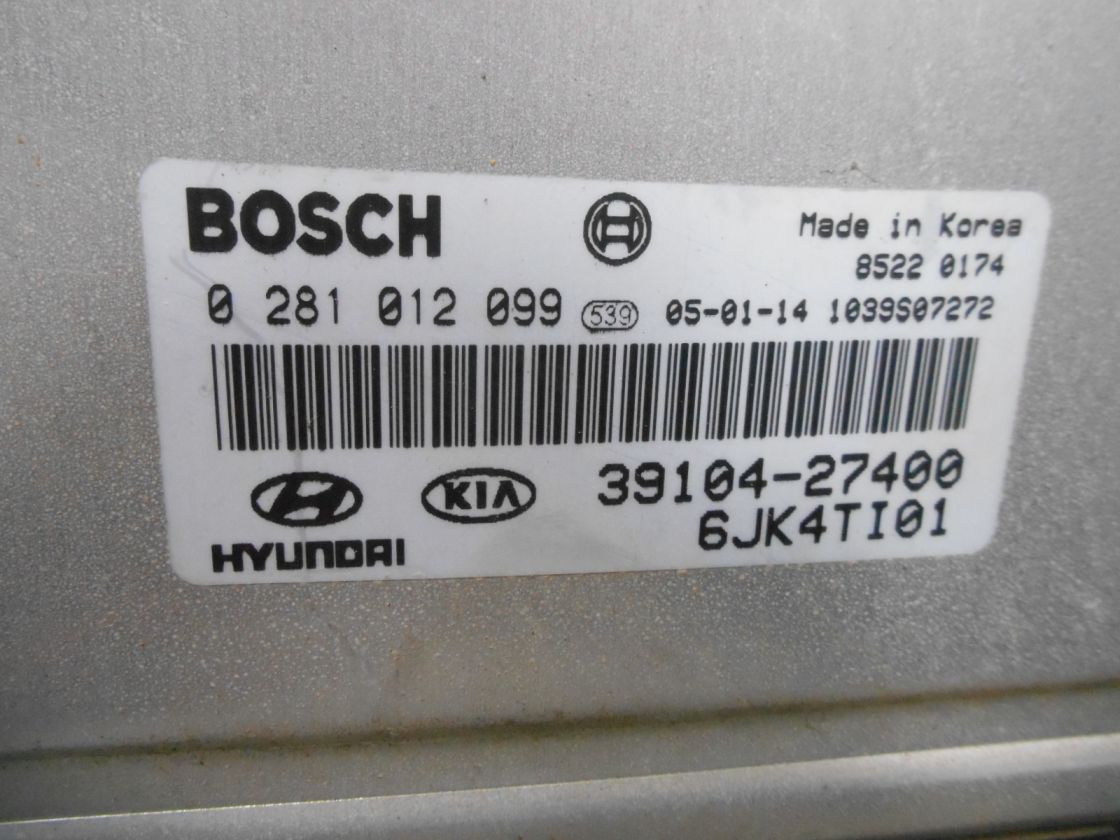 BOSCH
Made in Korea
8522 0174
0 281 012 099 539 05-01-14 1039S07272
39104-27400
KIA
6JK4TI01
HYUNDAI